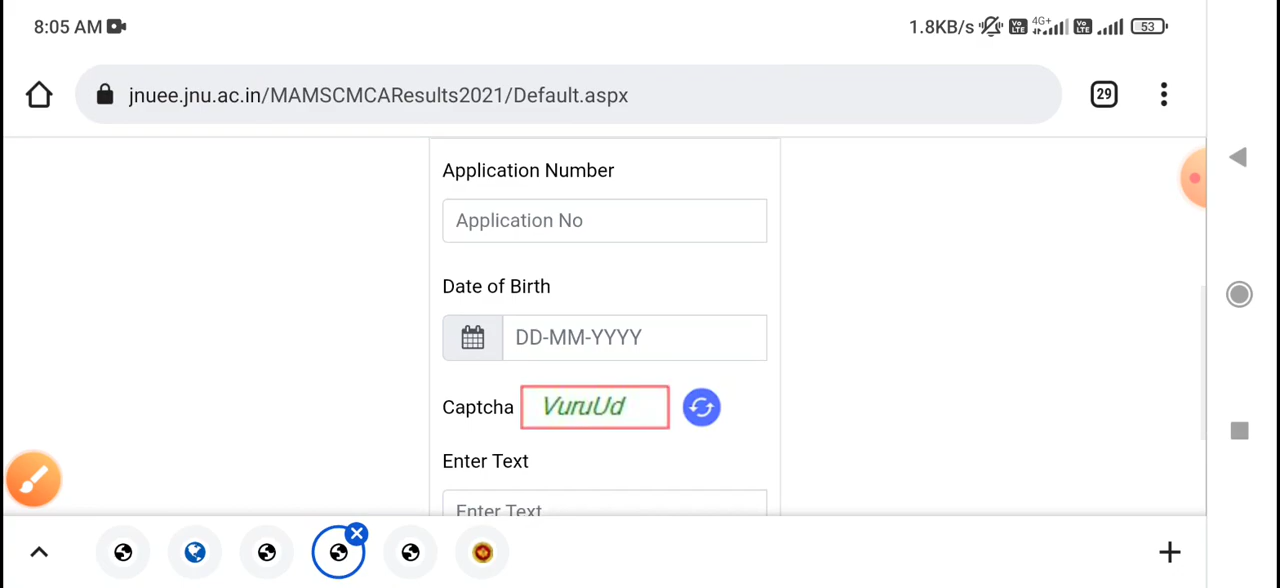 8:05 AM 1.8KB/s 4G+ 53
jnuee.jnu.ac.in/MAMSCMCAResults2021/Default.aspx 29
Application Number
Application No
Date of Birth
DD-MM-YYYY
Captcha VuruUd
Enter Text
Enter Text